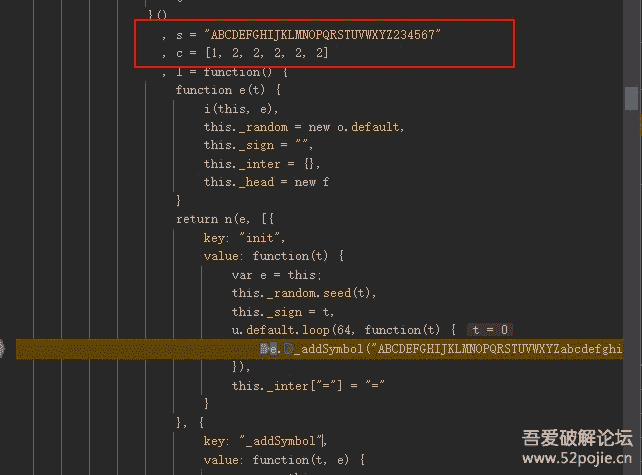 }()
, s = "ABCDEFGHIJKLMNOPQRSTUVWXYZ234567"
, c = [1, 2, 2, 2, 2, 2]
, l = function() {
function e(t) {
i(this, e),
this._random = new o.default,
this._sign = "",
this._inter = {},
this._head = new f
}
return n(e, [{
key: "init",
value: function(t) {
var e = this;
this._random.seed(t),
this._sign = t,
u.default.loop(64, function(t) { t = 0
e. _addSymbol("ABCDEFGHIJKLMNOPQRSTUVWXYZabcdefghi
}),
this._inter["="] = "="
}
}, {
key: "_addSymbol",
value: function(t, e) {
吾爱破解论坛
www.52pojie.cn